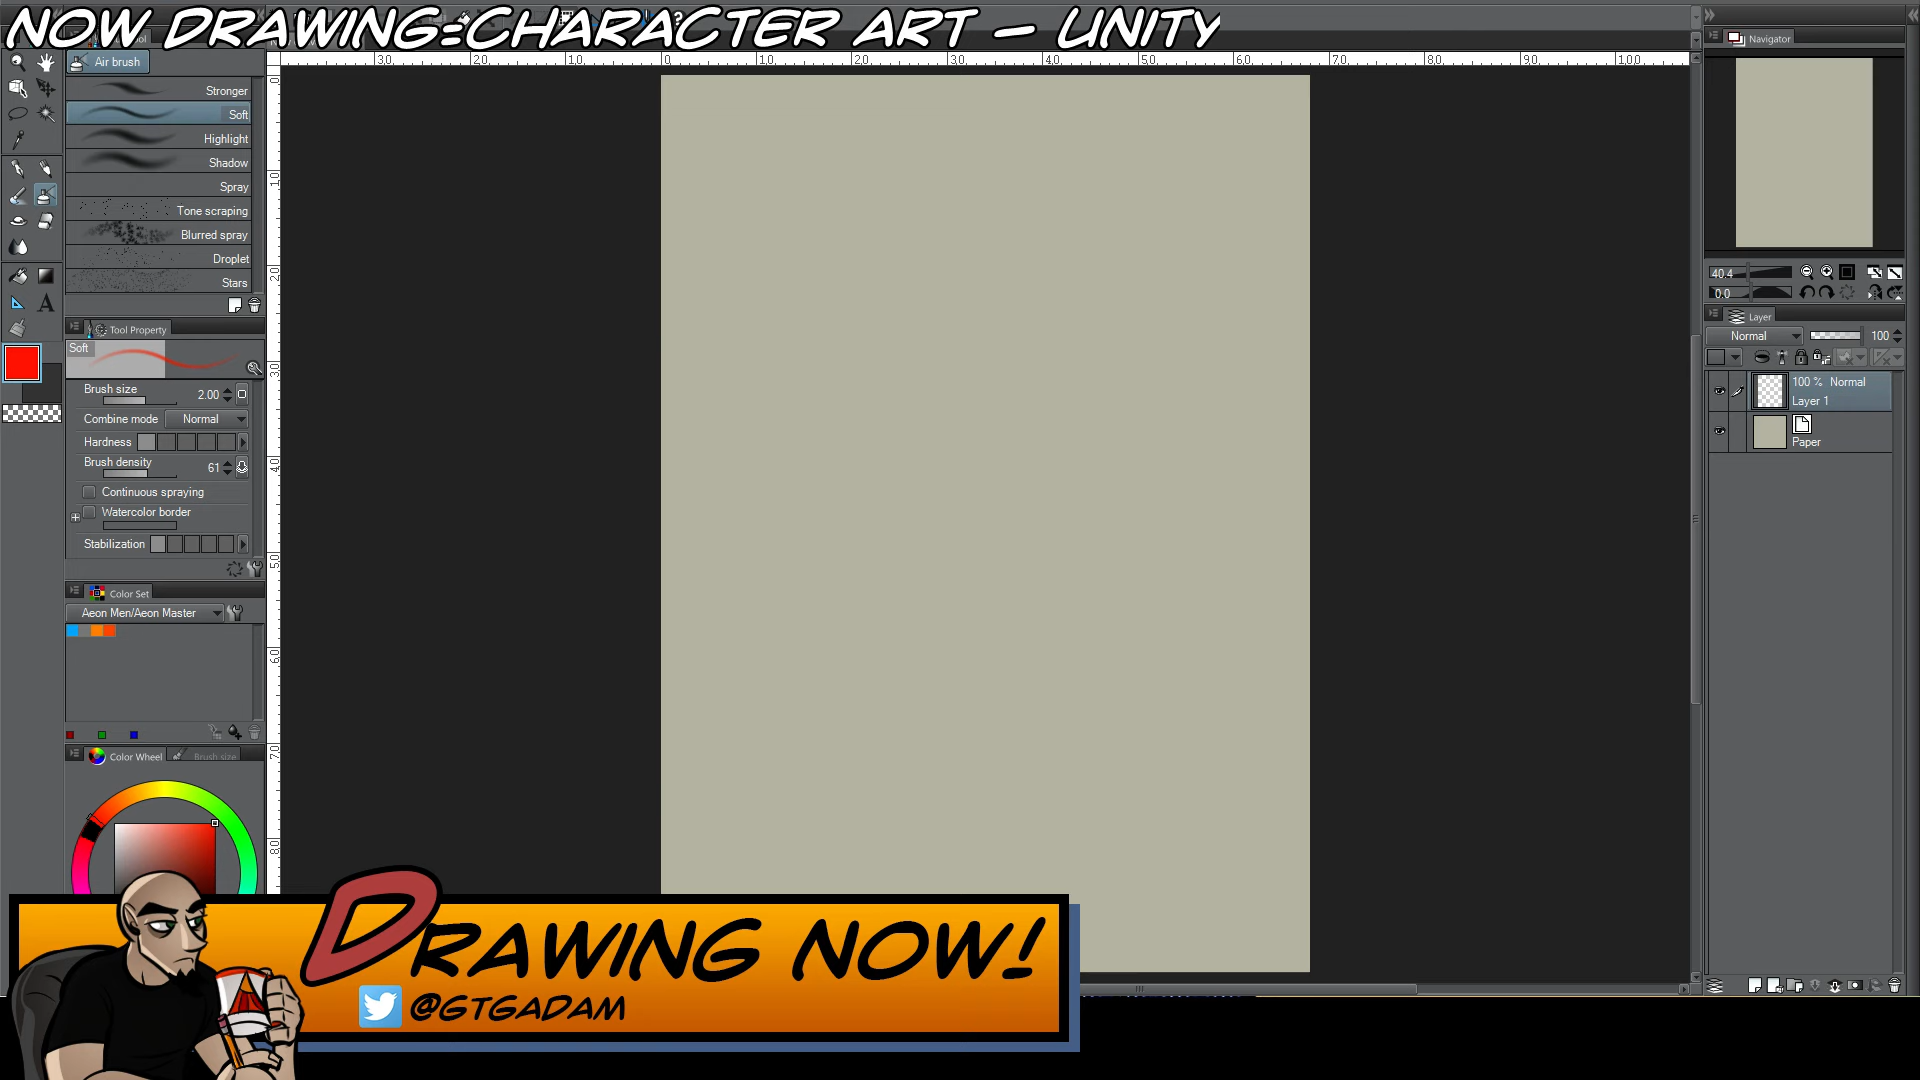 NOW DRAWING:CHARACTER ART – UNITY
Air brush
Stronger
Soft
Highlight
Shadow
Spray
Tone scraping
Blurred spray
Droplet
Stars
Tool Property
Soft
Brush size 2.00
Combine mode Normal
Hardness
Brush density 61
Continuous spraying
Watercolor border
Stabilization
Color Set
Aeon Men/Aeon Master
Color Wheel Brush size
Navigator
40.4
0.0
Layer
Normal 100
100 % Normal
Layer 1
Paper
DRAWING NOW!
@GTGADAM